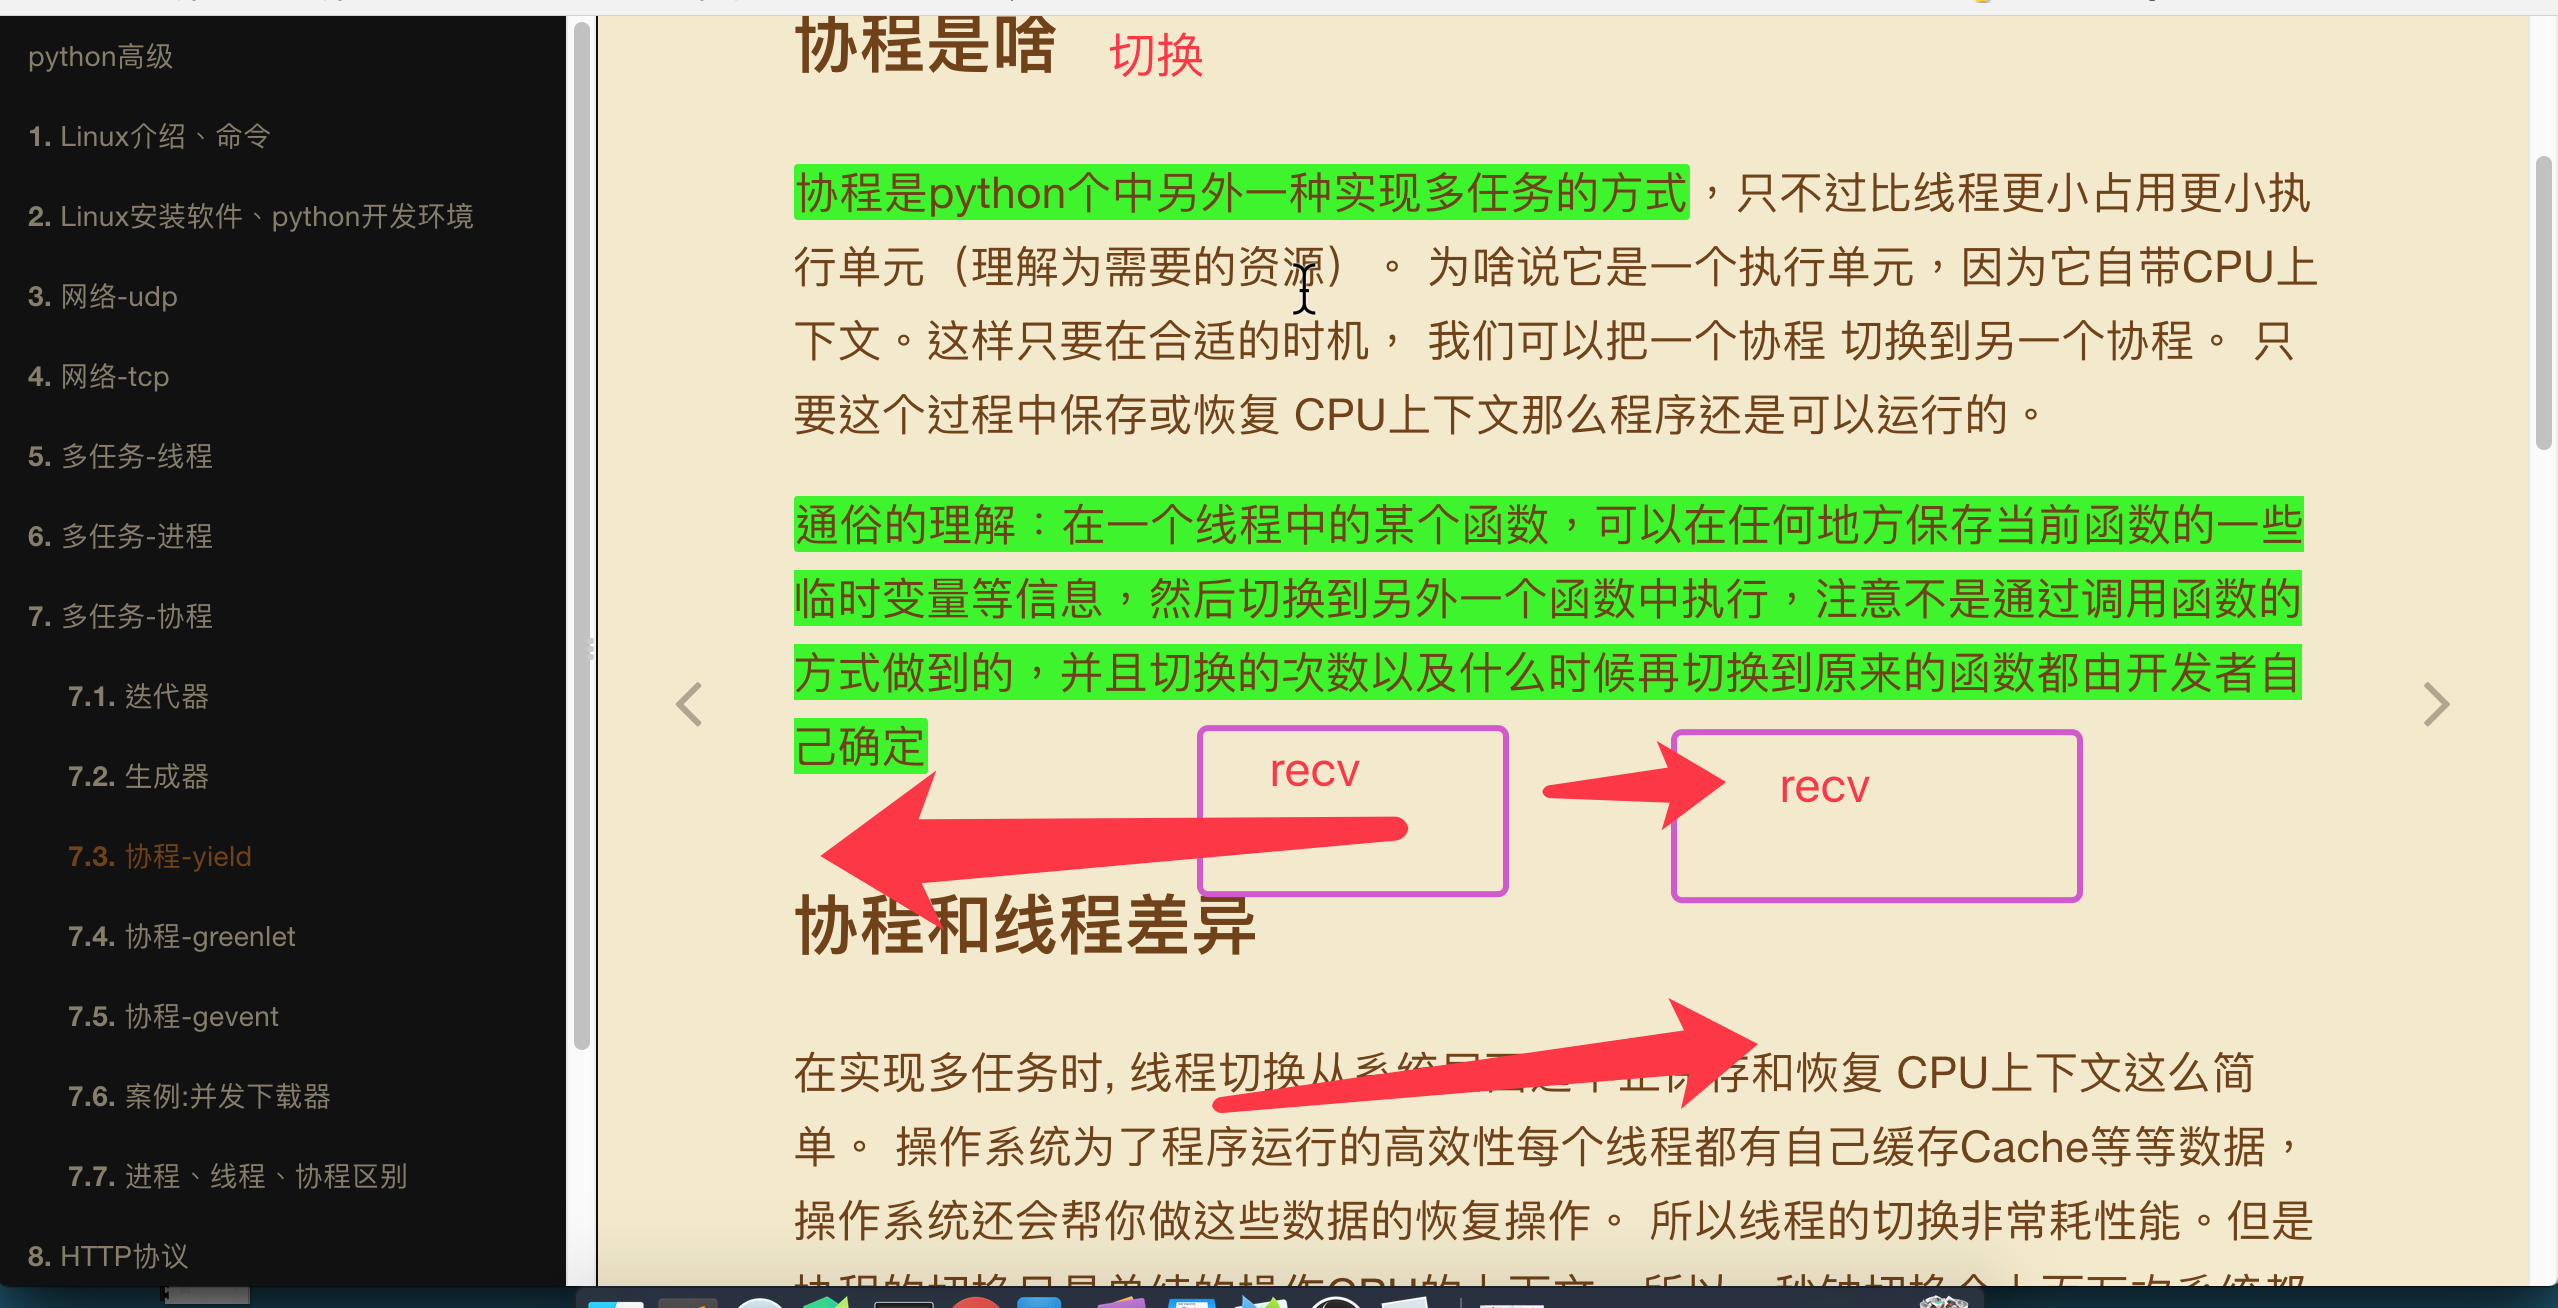 python高级
1. Linux介绍、命令
2. Linux安装软件、python开发环境
3. 网络-udp
4. 网络-tcp
5. 多任务-线程
6. 多任务-进程
7. 多任务-协程
7.1. 迭代器
7.2. 生成器
7.3. 协程-yield
7.4. 协程-greenlet
7.5. 协程-gevent
7.6. 案例:并发下载器
7.7. 进程、线程、协程区别
8. HTTP协议
协程是啥 切换
协程是python个中另外一种实现多任务的方式，只不过比线程更小占用更小执
行单元（理解为需要的资源）。 为啥说它是一个执行单元，因为它自带CPU上
下文。这样只要在合适的时机， 我们可以把一个协程 切换到另一个协程。 只
要这个过程中保存或恢复 CPU上下文那么程序还是可以运行的。
通俗的理解：在一个线程中的某个函数，可以在任何地方保存当前函数的一些
临时变量等信息，然后切换到另外一个函数中执行，注意不是通过调用函数的
方式做到的，并且切换的次数以及什么时候再切换到原来的函数都由开发者自
己确定
recv recv
协程和线程差异
在实现多任务时, 线程切换从系统 存和恢复 CPU上下文这么简
单。 操作系统为了程序运行的高效性每个线程都有自己缓存Cache等等数据，
操作系统还会帮你做这些数据的恢复操作。 所以线程的切换非常耗性能。但是